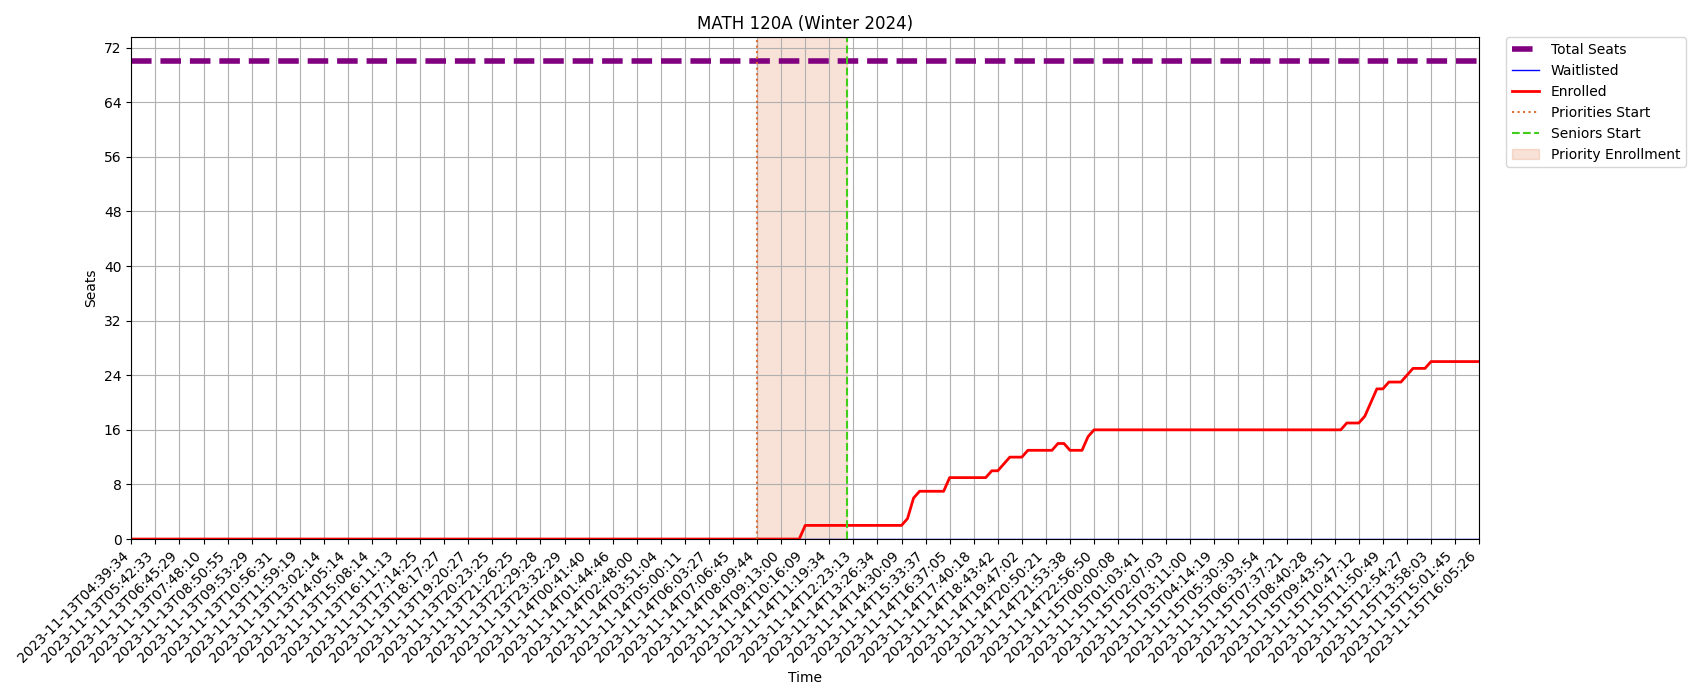 MATH 120A (Winter 2024)
Total Seats
Waitlisted
Enrolled
Priorities Start
Seniors Start
Priority Enrollment
72
64
56
48
40
32
24
16
8
0
Seats
2023-11-13T04:39:34
2023-11-13T05:42:33
2023-11-13T06:45:29
2023-11-13T07:48:10
2023-11-13T08:50:55
2023-11-13T09:53:29
2023-11-13T10:56:31
2023-11-13T11:59:19
2023-11-13T13:02:14
2023-11-13T14:05:14
2023-11-13T15:08:14
2023-11-13T16:11:13
2023-11-13T17:14:25
2023-11-13T18:17:27
2023-11-13T19:20:27
2023-11-13T20:23:25
2023-11-13T21:26:25
2023-11-13T22:29:28
2023-11-13T23:32:29
2023-11-14T00:41:40
2023-11-14T01:44:46
2023-11-14T02:48:00
2023-11-14T03:51:04
2023-11-14T05:00:11
2023-11-14T06:03:27
2023-11-14T07:06:45
2023-11-14T08:09:44
2023-11-14T09:13:00
2023-11-14T10:16:09
2023-11-14T11:19:34
2023-11-14T12:23:13
2023-11-14T13:26:34
2023-11-14T14:30:09
2023-11-14T15:33:37
2023-11-14T16:37:05
2023-11-14T17:40:18
2023-11-14T18:43:42
2023-11-14T19:47:02
2023-11-14T20:50:21
2023-11-14T21:53:38
2023-11-14T22:56:50
2023-11-15T00:00:08
2023-11-15T01:03:41
2023-11-15T02:07:03
2023-11-15T03:11:00
2023-11-15T04:14:19
2023-11-15T05:30:30
2023-11-15T06:33:54
2023-11-15T07:37:21
2023-11-15T08:40:28
2023-11-15T09:43:51
2023-11-15T10:47:12
2023-11-15T11:50:49
2023-11-15T12:54:27
2023-11-15T13:58:03
2023-11-15T15:01:45
2023-11-15T16:05:26
Time